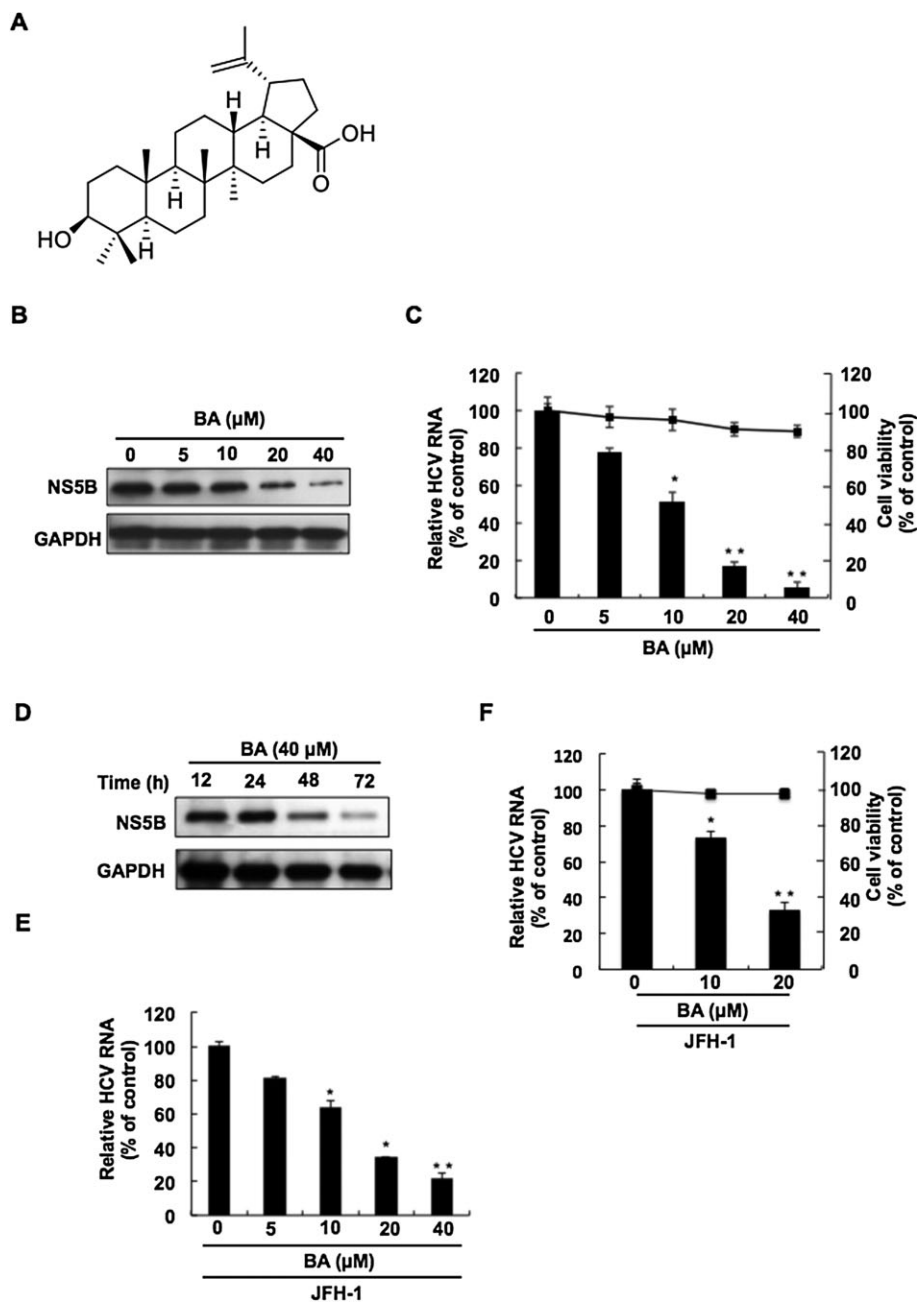 A
H
H
H
H
OH
O
HO
B
BA (µM)
0 5 10 20 40
NS5B
GAPDH
C
Relative HCV RNA
(% of control)
120
100
80
60
40
20
0
*
* *
* *
120
100
80
60
40
20
0
Cell viability
(% of control)
0 5 10 20 40
BA (µM)
D
BA (40 µM)
Time (h) 12 24 48 72
NS5B
GAPDH
F
Relative HCV RNA
(% of control)
120
100
80
60
40
20
0
*
* *
120
100
80
60
40
20
0
Cell viability
(% of control)
0 10 20
BA (µM)
JFH-1
E
Relative HCV RNA
(% of control)
120
100
80
60
40
20
0
*
*
* *
0 5 10 20 40
BA (µM)
JFH-1